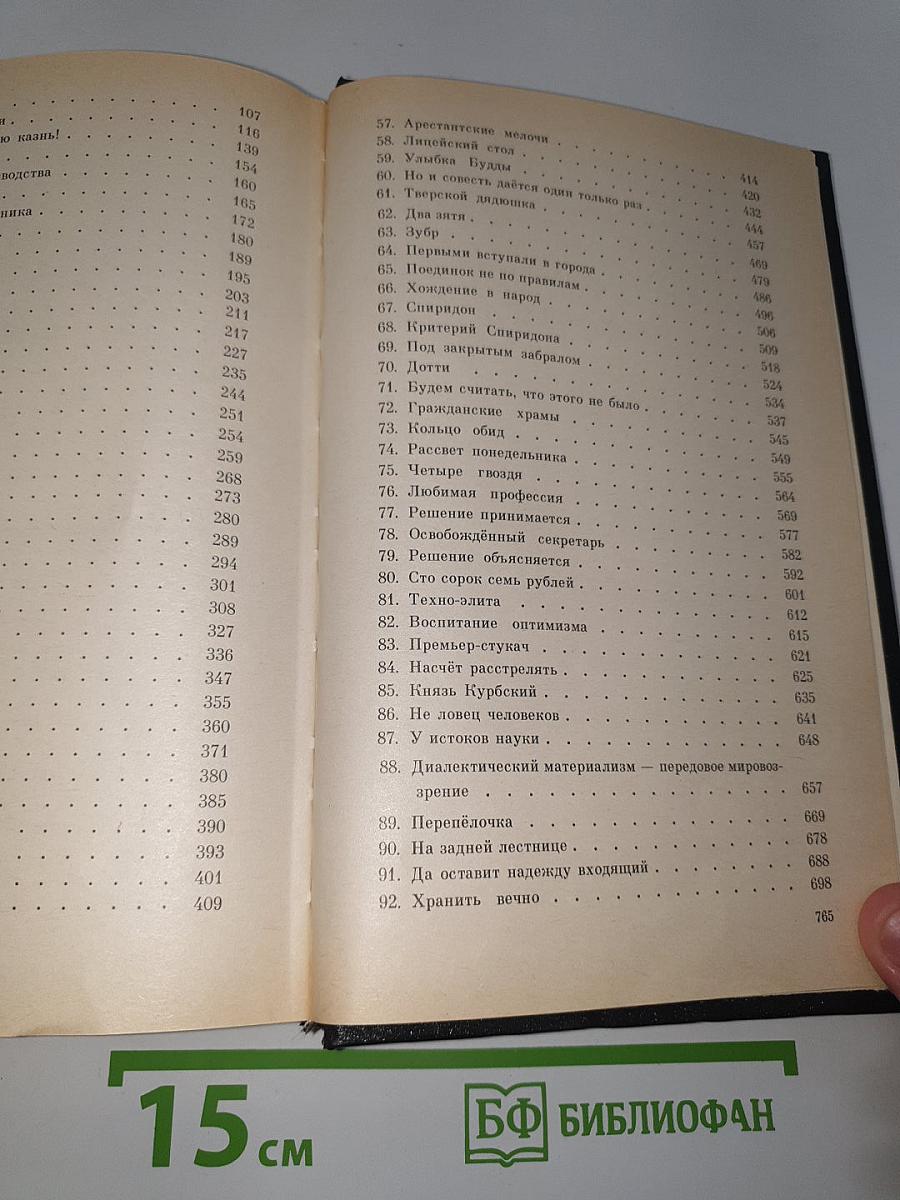 107
и . . . . . . . . 116
ю казнь! . . . . . . 139
. . . . . . . . 154
водства . . . . . . 160
. . . . . . . . 165
ника . . . . . . . 172
180
189
195
203
211
217
227
235
244
251
254
259
268
273
280
289
294
301
308
327
336
347
355
360
371
380
385
390
393
401
409
57. Арестантские мелочи . . . . . . 414
58. Лицейский стол . . . . . . 420
59. Улыбка Будды . . . . . . 432
60. Но и совесть даётся один только раз . . . . 444
61. Тверской дядюшка . . . . . . 457
62. Два зятя . . . . . . 469
63. Зубр . . . . . . 479
64. Первыми вступали в города . . . . . . 486
65. Поединок не по правилам . . . . . . 496
66. Хождение в народ . . . . . . 506
67. Спиридон . . . . . . 509
68. Критерий Спиридона . . . . . . 518
69. Под закрытым забралом . . . . . . 524
70. Дотти . . . . . . 534
71. Будем считать, что этого не было . . . . . . 537
72. Гражданские храмы . . . . . . 545
73. Кольцо обид . . . . . . 549
74. Рассвет понедельника . . . . . . 555
75. Четыре гвоздя . . . . . . 564
76. Любимая профессия . . . . . . 569
77. Решение принимается . . . . . . 577
78. Освобождённый секретарь . . . . . . 582
79. Решение объясняется . . . . . . 592
80. Сто сорок семь рублей . . . . . . 601
81. Техно-элита . . . . . . 612
82. Воспитание оптимизма . . . . . . 615
83. Премьер-стукач . . . . . . 621
84. Насчёт расстрелять . . . . . . 625
85. Князь Курбский . . . . . . 635
86. Не ловец человеков . . . . . . 641
87. У истоков науки . . . . . . 648
88. Диалектический материализм — передовое мировоз-
зрение . . . . . . 657
89. Перепёлочка . . . . . . 669
90. На задней лестнице . . . . . . 678
91. Да оставит надежду входящий . . . . . . 688
92. Хранить вечно . . . . . . 698
765
15 см
БФ БИБЛИОФАН